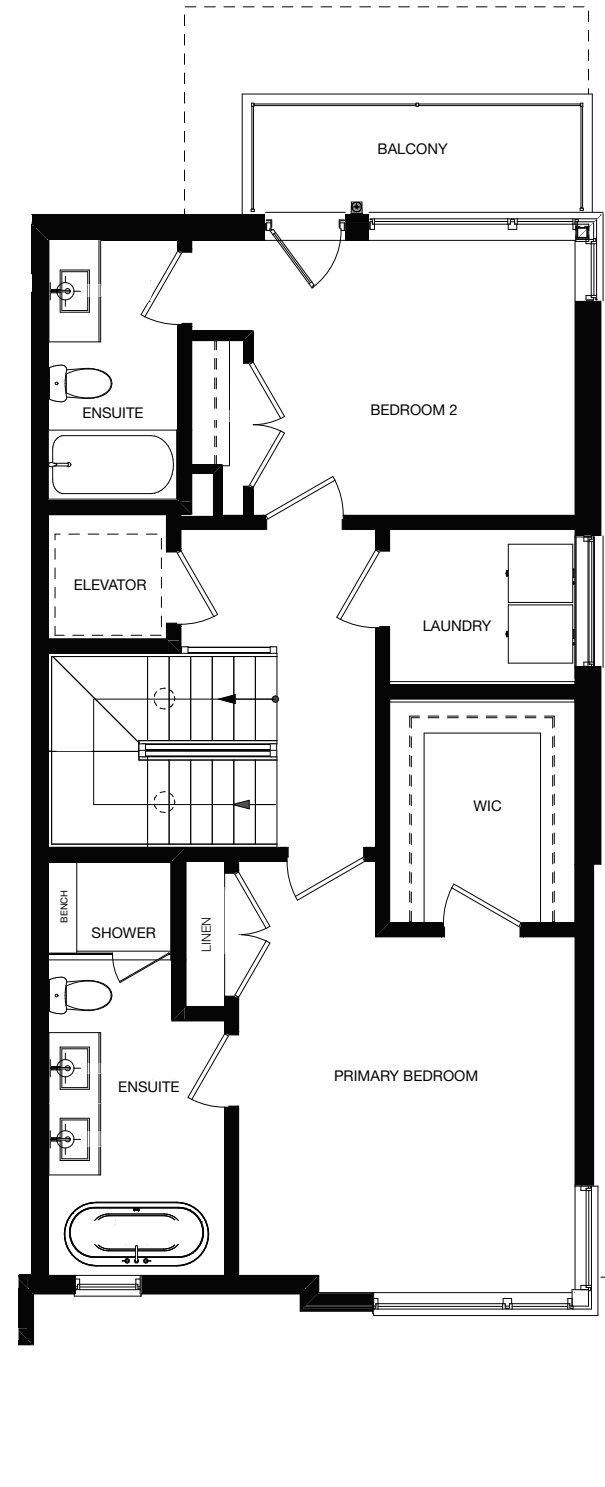 BALCONY
BEDROOM 2
ENSUITE
ELEVATOR
LAUNDRY
WIC
BENCH
SHOWER
LINEN
PRIMARY BEDROOM
ENSUITE